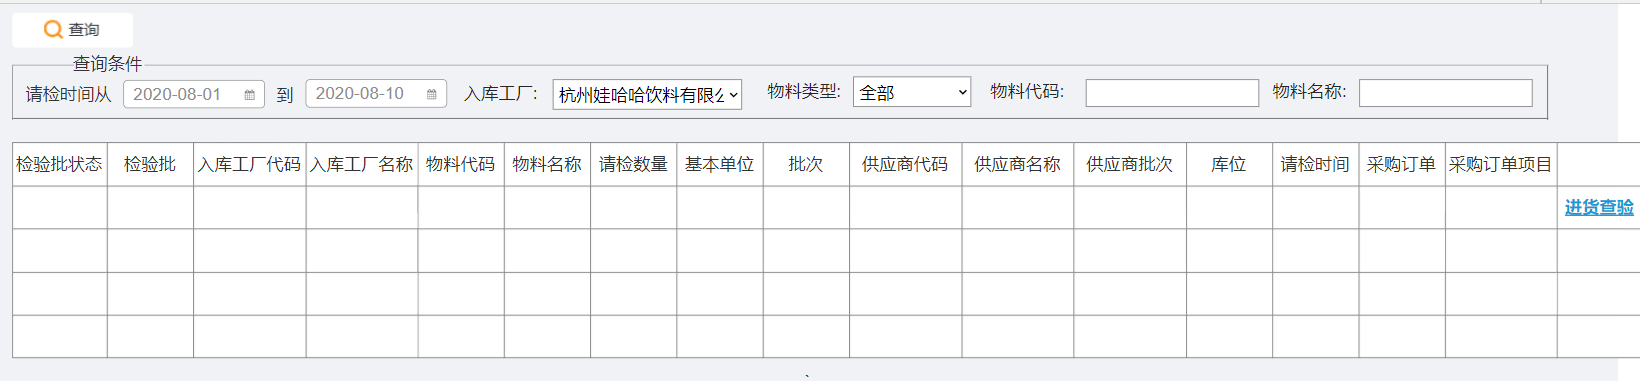 查询
查询条件
请检时间从 2020-08-01 到 2020-08-10 入库工厂: 杭州娃哈哈饮料有限公 物料类型: 全部 物料代码: 物料名称:
检验批状态 检验批 入库工厂代码 入库工厂名称 物料代码 物料名称 请检数量 基本单位 批次 供应商代码 供应商名称 供应商批次 库位 请检时间 采购订单 采购订单项目
进货查验